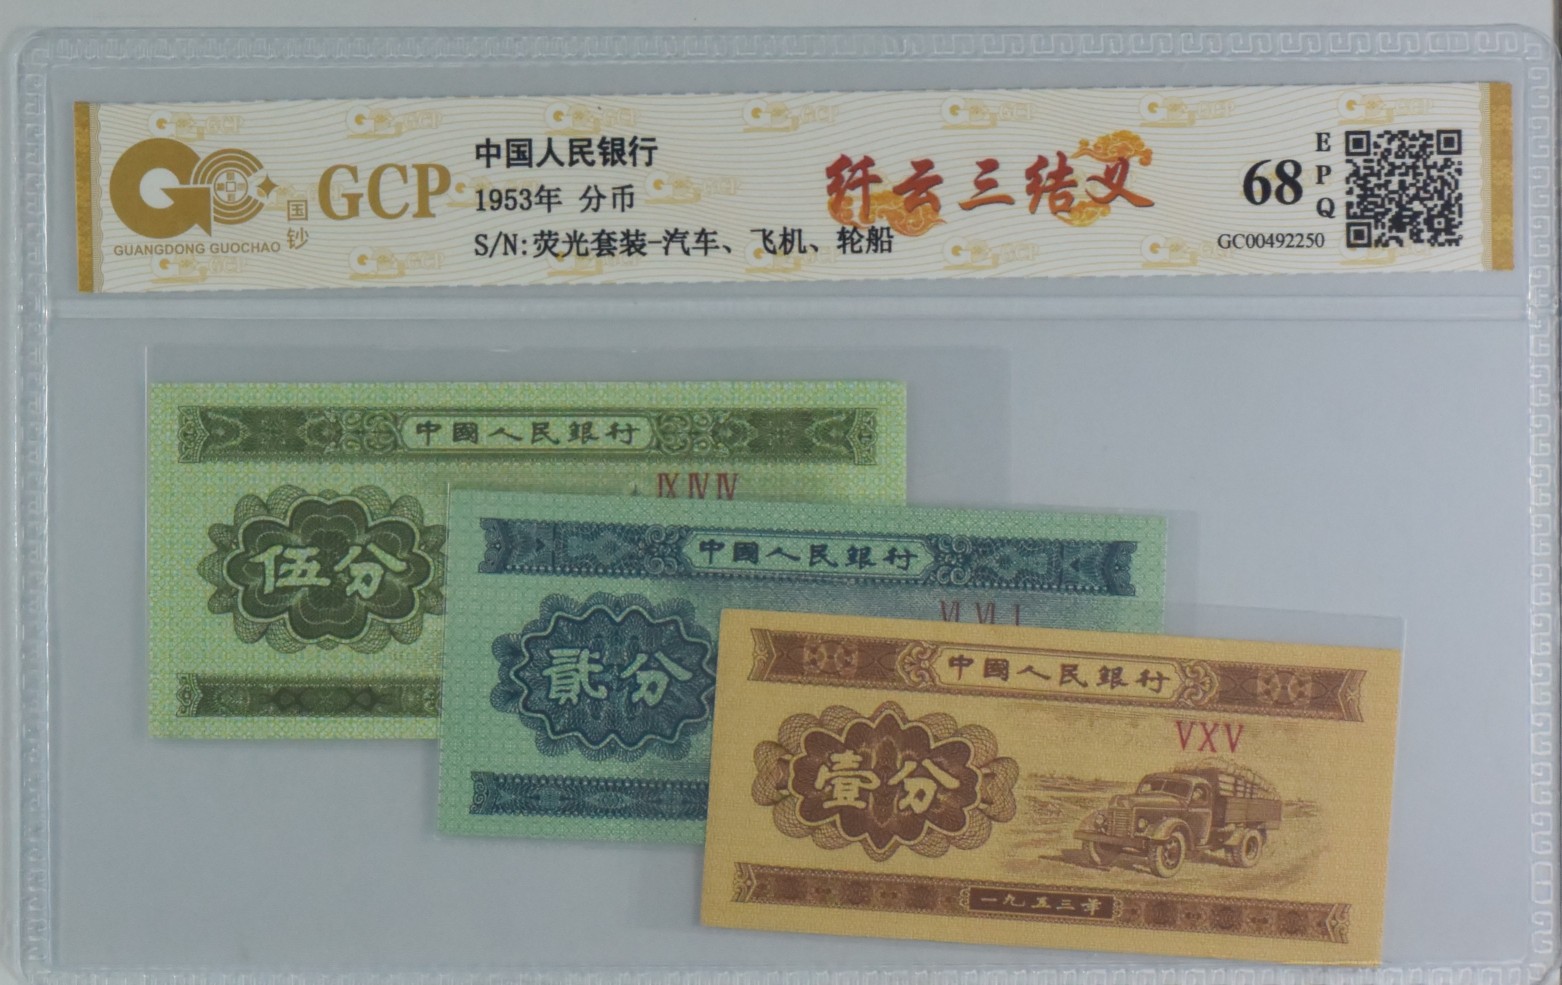 中国人民银行
1953年 分币
S/N:荧光套装-汽车、飞机、轮船
GCP
国钞
GUANGDONG GUOCHAO
纤云三结义
68
EPQ
GC00492250
中國人民銀行
IX IV IV
伍分
中國人民銀行
VI VI I
貳分
中國人民銀行
VXV
壹分
一九五三年